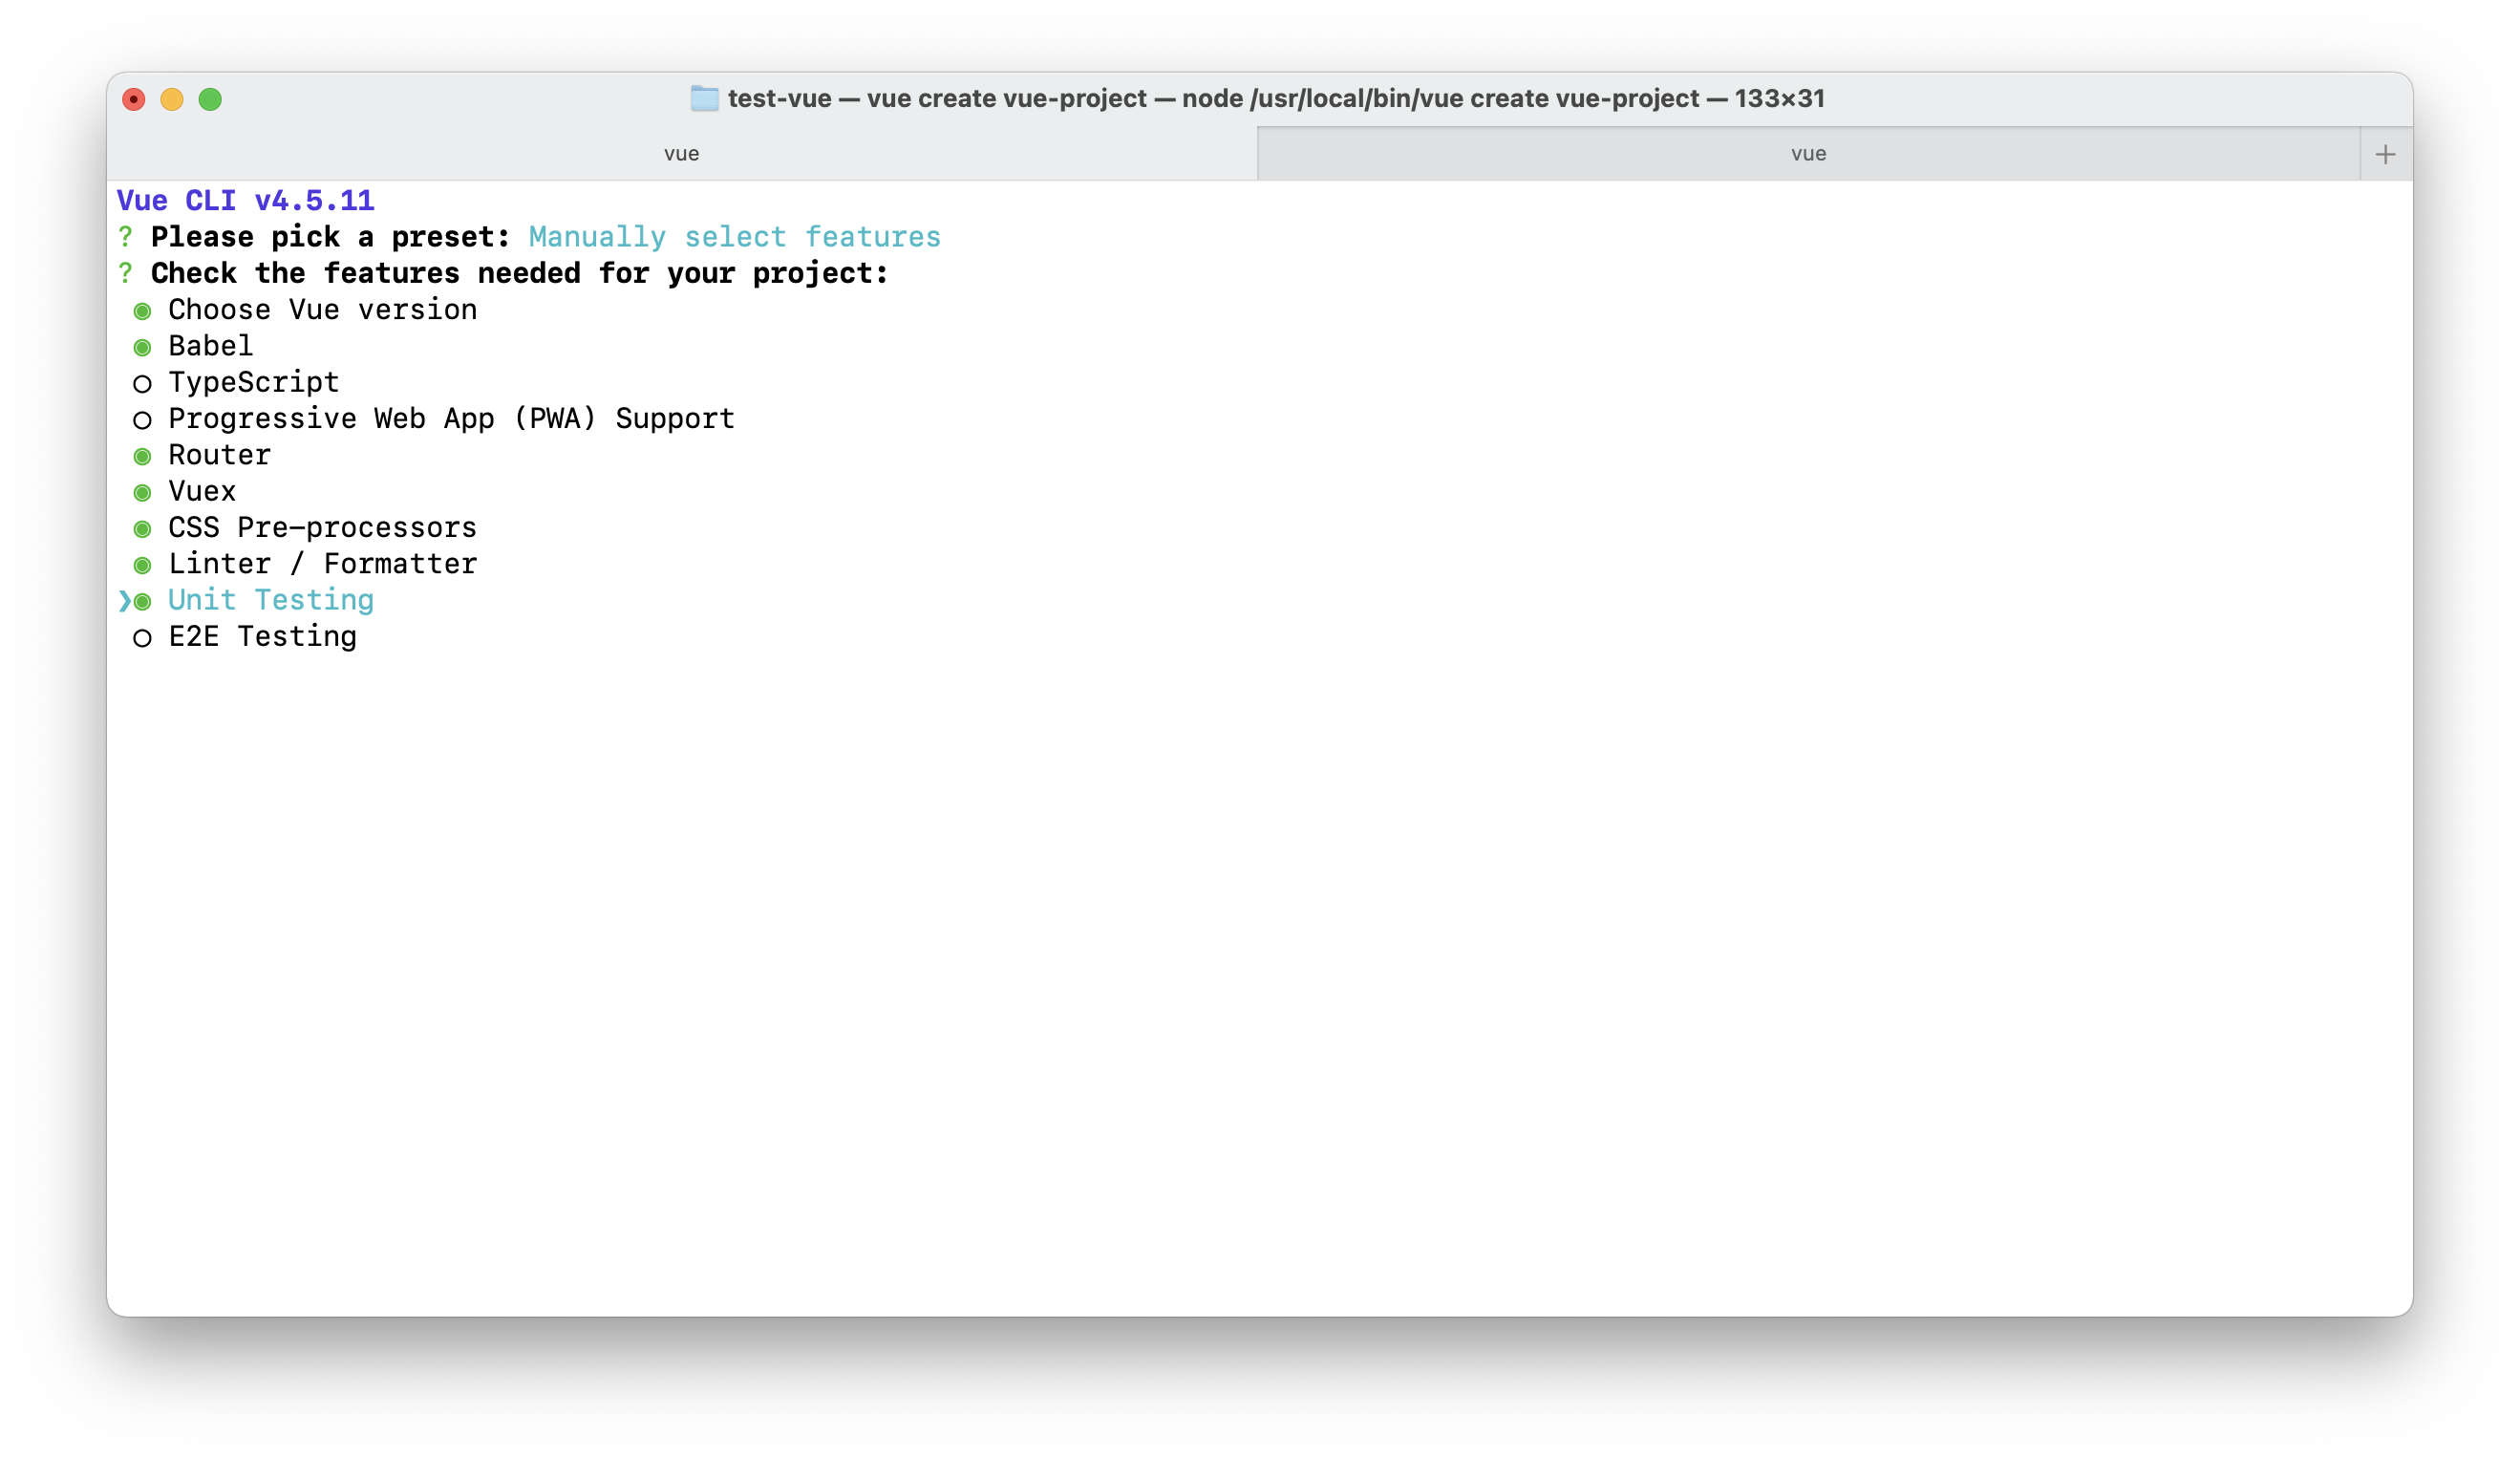 test-vue — vue create vue-project — node /usr/local/bin/vue create vue-project — 133×31
vue vue +
Vue CLI v4.5.11
? Please pick a preset: Manually select features
? Check the features needed for your project:
◉ Choose Vue version
◉ Babel
◯ TypeScript
◯ Progressive Web App (PWA) Support
◉ Router
◉ Vuex
◉ CSS Pre-processors
◉ Linter / Formatter
❯◉ Unit Testing
◯ E2E Testing